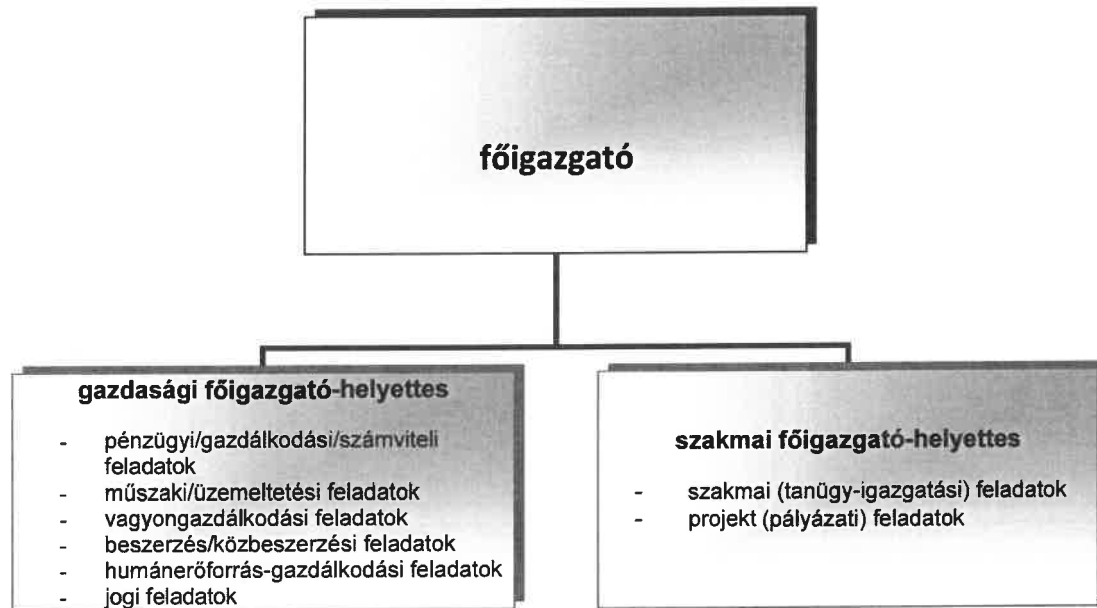 főigazgató
gazdasági főigazgató-helyettes
- pénzügyi/gazdálkodási/számviteli
feladatok
- műszaki/üzemeltetési feladatok
- vagyongazdálkodási feladatok
- beszerzés/közbeszerzési feladatok
- humánerőforrás-gazdálkodási feladatok
- jogi feladatok
szakmai főigazgató-helyettes
- szakmai (tanügy-igazgatási) feladatok
- projekt (pályázati) feladatok